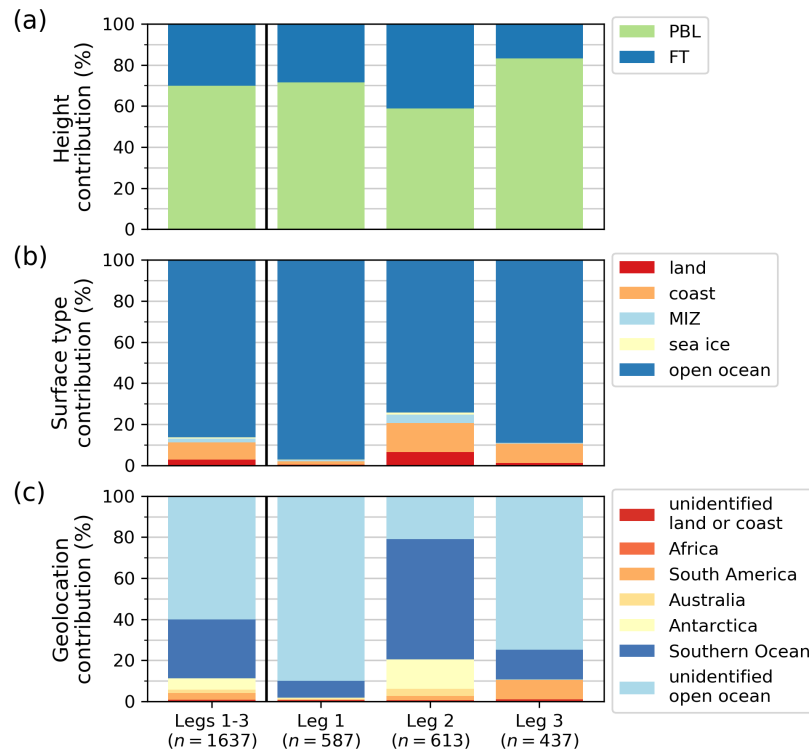 (a)
Height
contribution (%)
100
80
60
40
20
0
PBL
FT
(b)
Surface type
contribution (%)
100
80
60
40
20
0
land
coast
MIZ
sea ice
open ocean
(c)
Geolocation
contribution (%)
100
80
60
40
20
0
unidentified
land or coast
Africa
South America
Australia
Antarctica
Southern Ocean
unidentified
open ocean
Legs 1-3
(n = 1637)
Leg 1
(n = 587)
Leg 2
(n = 613)
Leg 3
(n = 437)